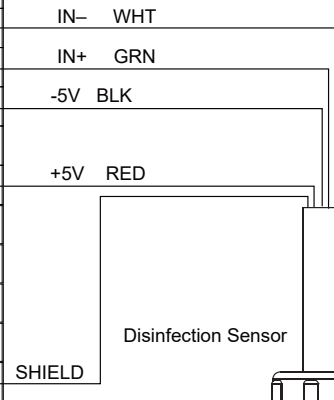 IN– WHT
IN+ GRN
-5V BLK
+5V RED
Disinfection Sensor
SHIELD